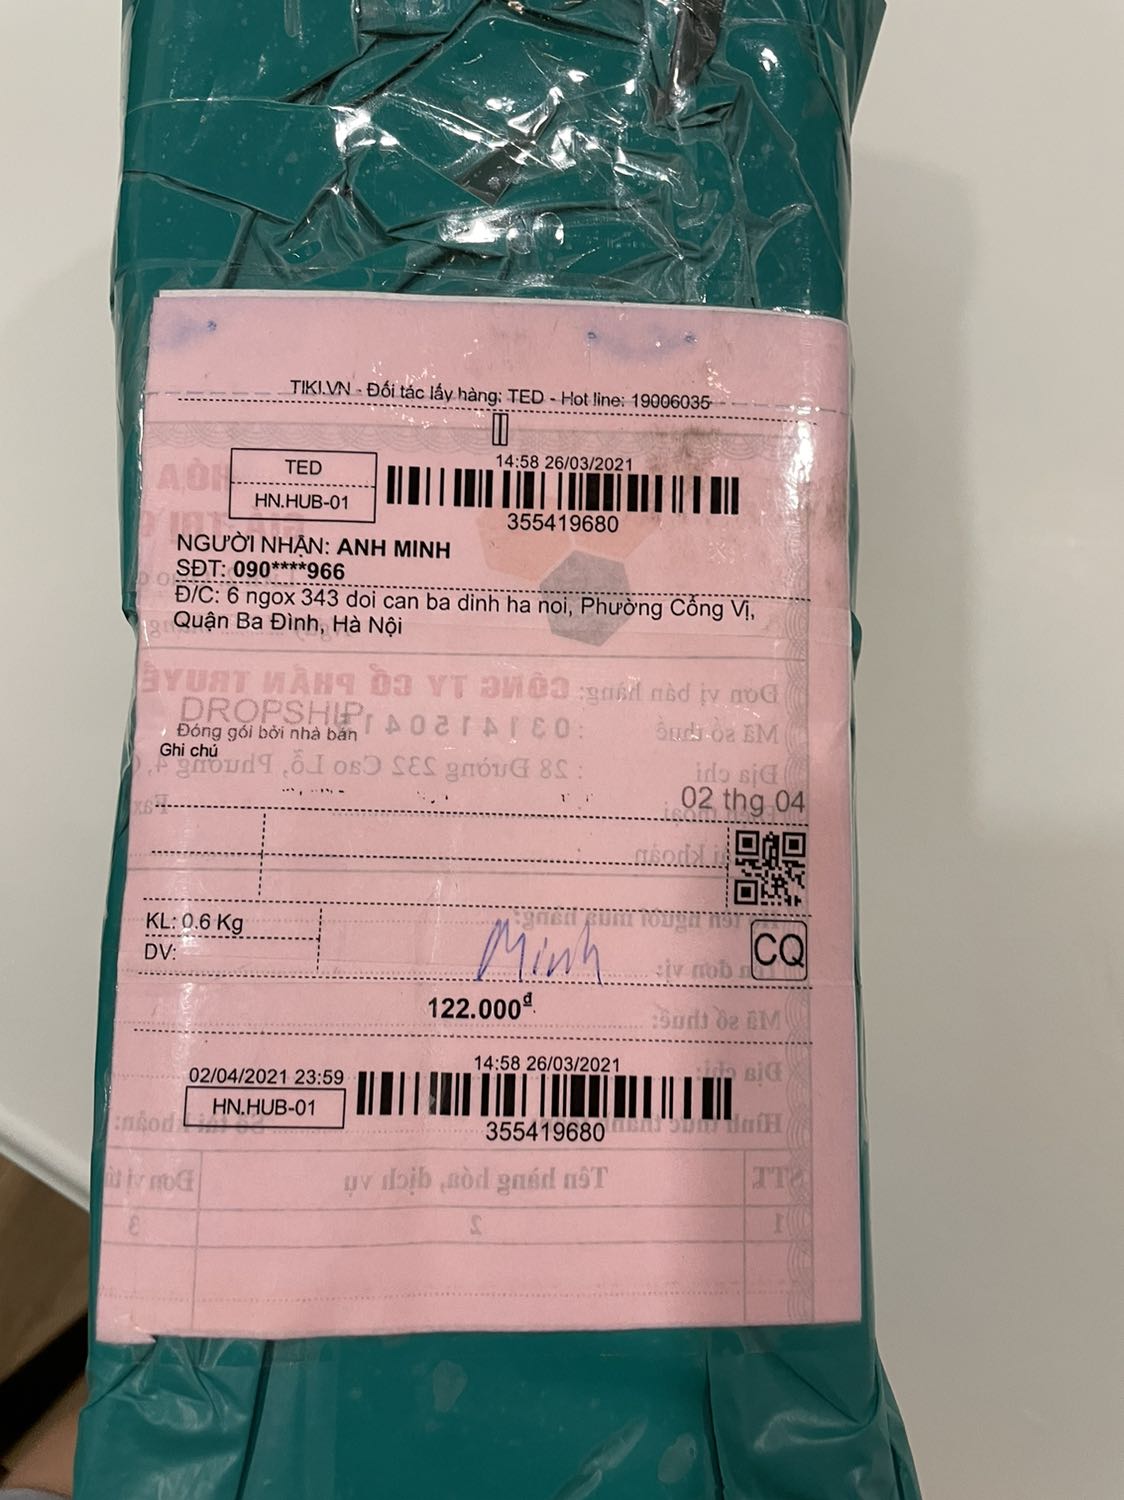 TIKI.VN - Đối tác lấy hàng: TED - Hot line: 19006035
14:58 26/03/2021
TED
HN.HUB-01
355419680
NGƯỜI NHẬN: ANH MINH
SĐT: 090****966
Đ/C: 6 ngox 343 doi can ba dinh ha noi, Phường Cống Vị,
Quận Ba Đình, Hà Nội
CÔNG TY CỔ PHẦN TRUYỀ
Đơn vị bán hàng:
DROPSHIP
Đóng gói bởi nhà bán
Mã số thuế :
Ghi chú
Địa chỉ : 28 Đường 232 Cao Lỗ, Phường 4,
02 thg 04
Fax
KL: 0.6 Kg
DV:
Minh
CQ
Mã số thuế:
122.000đ
Địa chỉ:
14:58 26/03/2021
02/04/2021 23:59
HN.HUB-01
355419680
STT Tên hàng hóa, dịch vụ Đơn vị tí
1 2 3